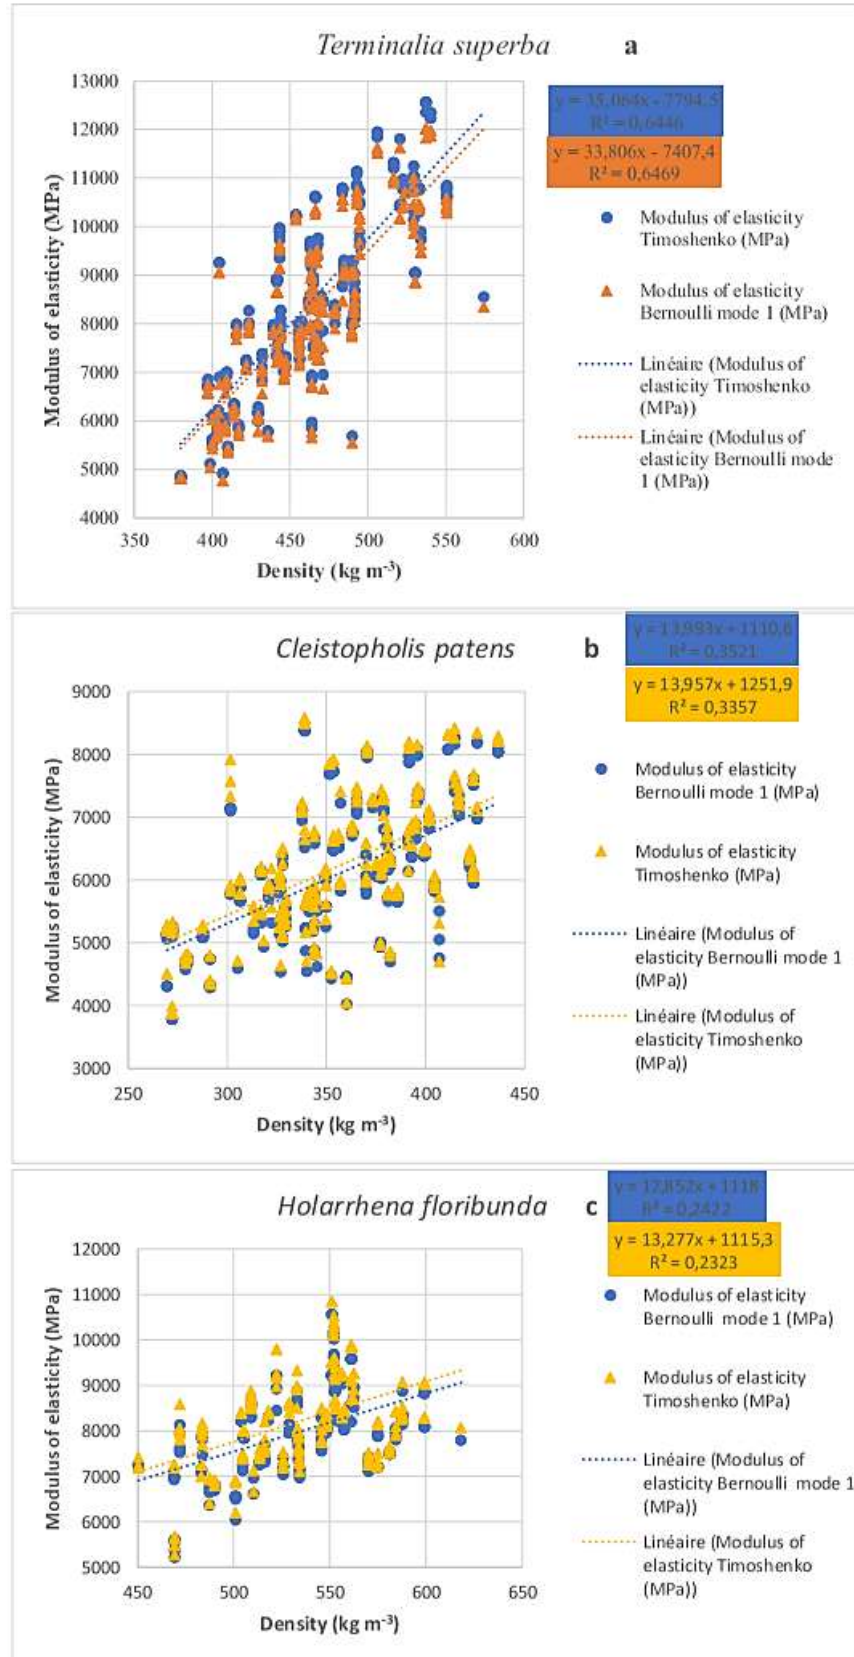 Terminalia superba a
13000
12000
11000
10000
9000
8000
7000
6000
5000
4000
Modulus of elasticity (MPa)
350 400 450 500 550 600
Density (kg m-3)
y = 35,064x - 7794,5
R² = 0,6446
y = 33,806x - 7407,4
R² = 0,6469
Modulus of elasticity
Timoshenko (MPa)
Modulus of elasticity
Bernoulli mode 1 (MPa)
Linéaire (Modulus of
elasticity Timoshenko
(MPa))
Linéaire (Modulus of
elasticity Bernoulli mode
1 (MPa))
Cleistopholis patens b
9000
8000
7000
6000
5000
4000
3000
Modulus of elasticity (MPa)
250 300 350 400 450
Density (kg m-3)
y = 13,993x + 1110,6
R² = 0,3521
y = 13,957x + 1251,9
R² = 0,3357
Modulus of elasticity
Bernoulli mode 1 (MPa)
Modulus of elasticity
Timoshenko (MPa)
Linéaire (Modulus of
elasticity Bernoulli mode 1
(MPa))
Linéaire (Modulus of
elasticity Timoshenko
(MPa))
Holarrhena floribunda c
12000
11000
10000
9000
8000
7000
6000
5000
Modulus of elasticity (MPa)
450 500 550 600 650
Density (kg m-3)
y = 12,852x + 1118
R² = 0,2422
y = 13,277x + 1115,3
R² = 0,2323
Modulus of elasticity
Bernoulli mode 1 (MPa)
Modulus of elasticity
Timoshenko (MPa)
Linéaire (Modulus of
elasticity Bernoulli mode 1
(MPa))
Linéaire (Modulus of
elasticity Timoshenko
(MPa))